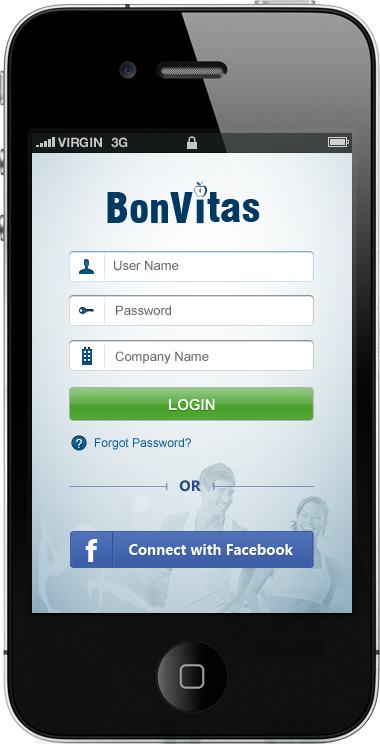 VIRGIN 3G
BonVitas
User Name
Password
Company Name
LOGIN
? Forgot Password?
OR
f Connect with Facebook